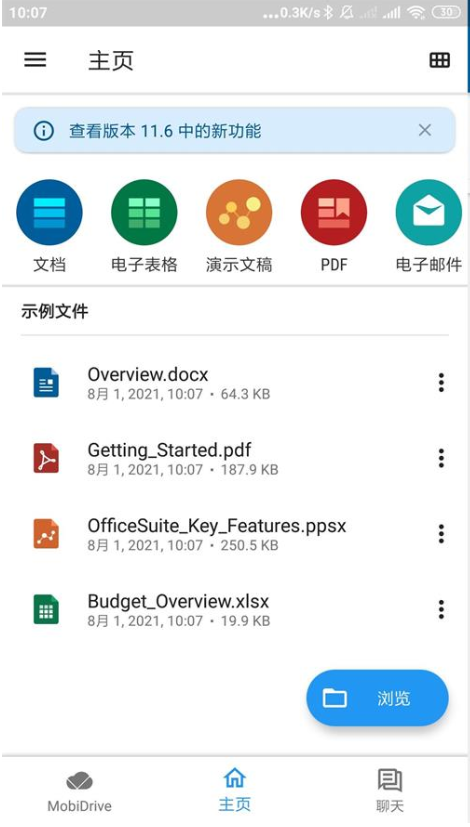 10:07 ...0.3K/s 30
主页
查看版本 11.6 中的新功能
文档 电子表格 演示文稿 PDF 电子邮件
示例文件
Overview.docx
8月 1, 2021, 10:07 · 64.3 KB
Getting_Started.pdf
8月 1, 2021, 10:07 · 187.9 KB
OfficeSuite_Key_Features.ppsx
8月 1, 2021, 10:07 · 250.5 KB
Budget_Overview.xlsx
8月 1, 2021, 10:07 · 19.9 KB
浏览
MobiDrive 主页 聊天